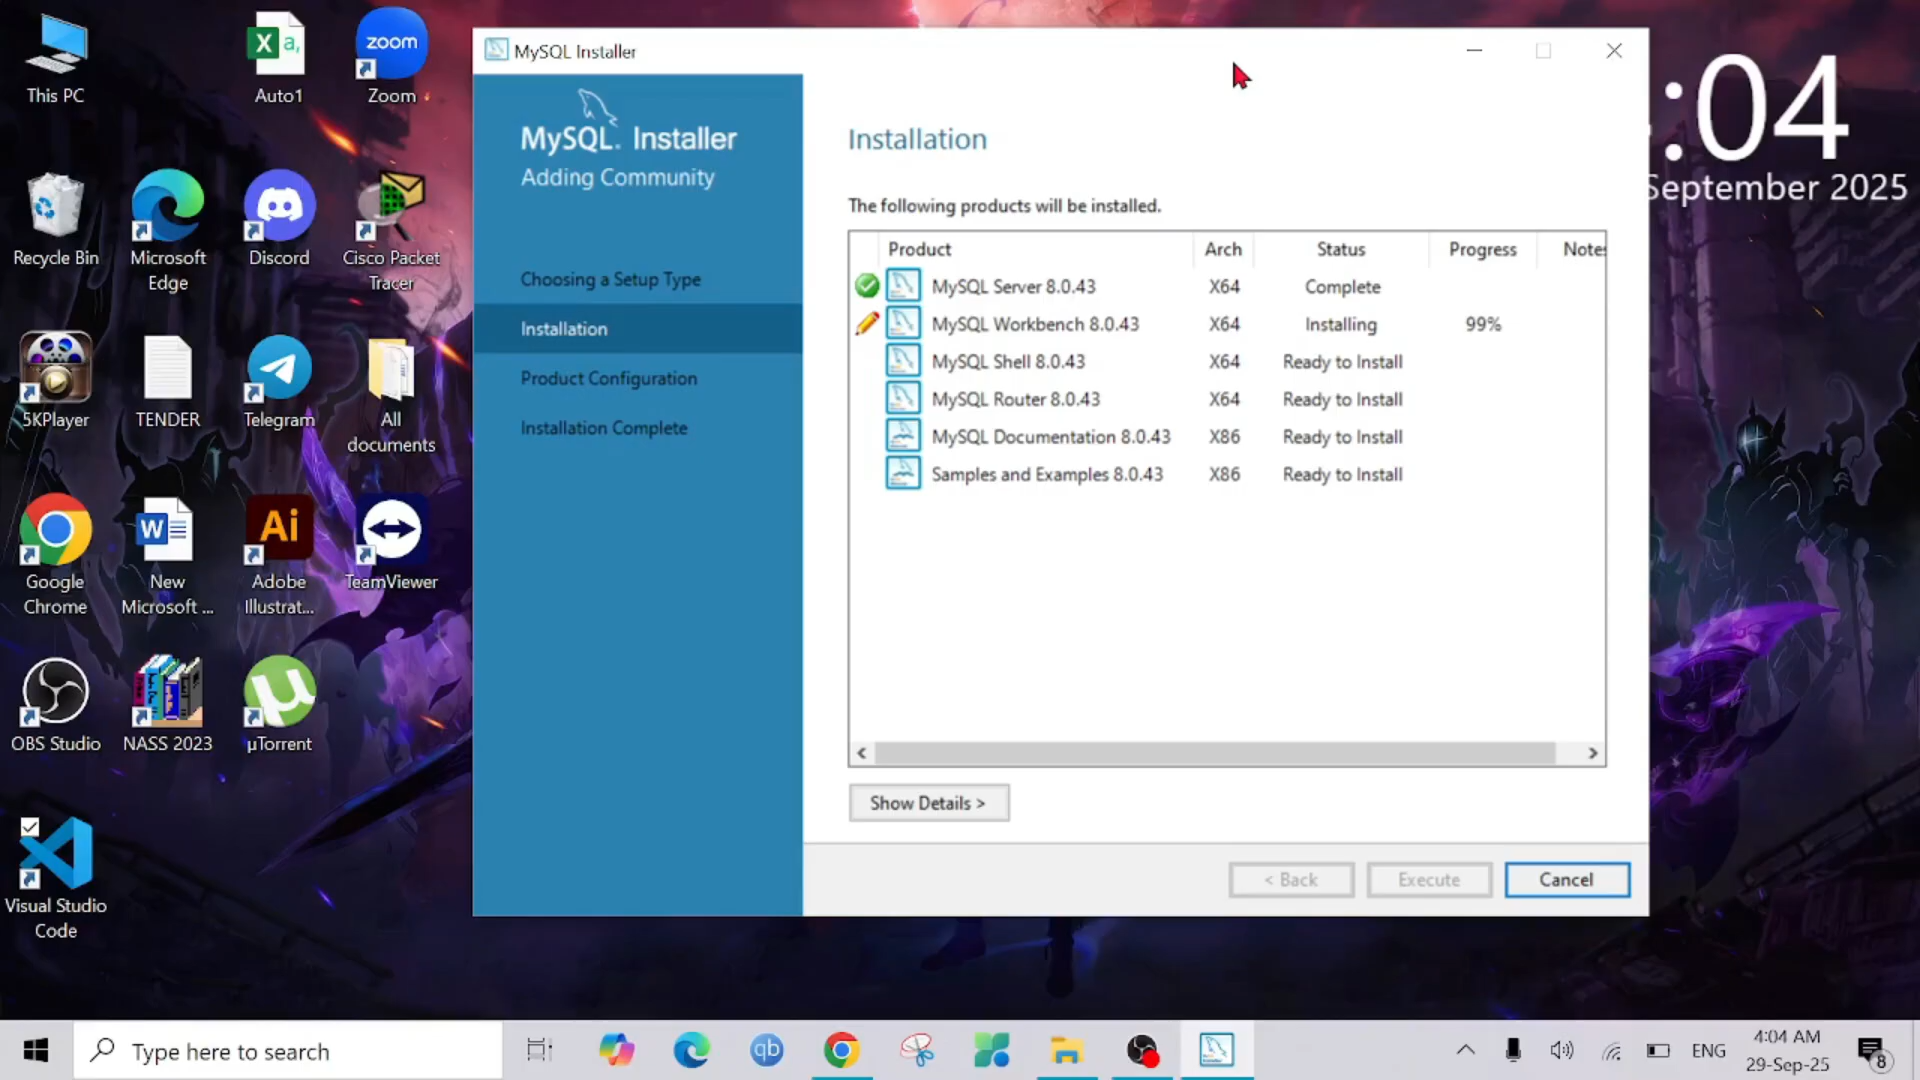 This PC
Auto1
zoom
Zoom
Recycle Bin
Microsoft
Edge
Discord
Cisco Packet
Tracer
5KPlayer
TENDER
Telegram
All
documents
Google
Chrome
New
Microsoft ...
Ai
Adobe
Illustrat...
TeamViewer
OBS Studio
NASS 2023
µTorrent
Visual Studio
Code
MySQL Installer
MySQL. Installer
Adding Community
Choosing a Setup Type
Installation
Product Configuration
Installation Complete
Installation
The following products will be installed.
Product Arch Status Progress Notes
MySQL Server 8.0.43 X64 Complete
MySQL Workbench 8.0.43 X64 Installing 99%
MySQL Shell 8.0.43 X64 Ready to Install
MySQL Router 8.0.43 X64 Ready to Install
MySQL Documentation 8.0.43 X86 Ready to Install
Samples and Examples 8.0.43 X86 Ready to Install
Show Details >
< Back
Execute
Cancel
:04
September 2025
Type here to search
qb
ENG
4:04 AM
29-Sep-25
8